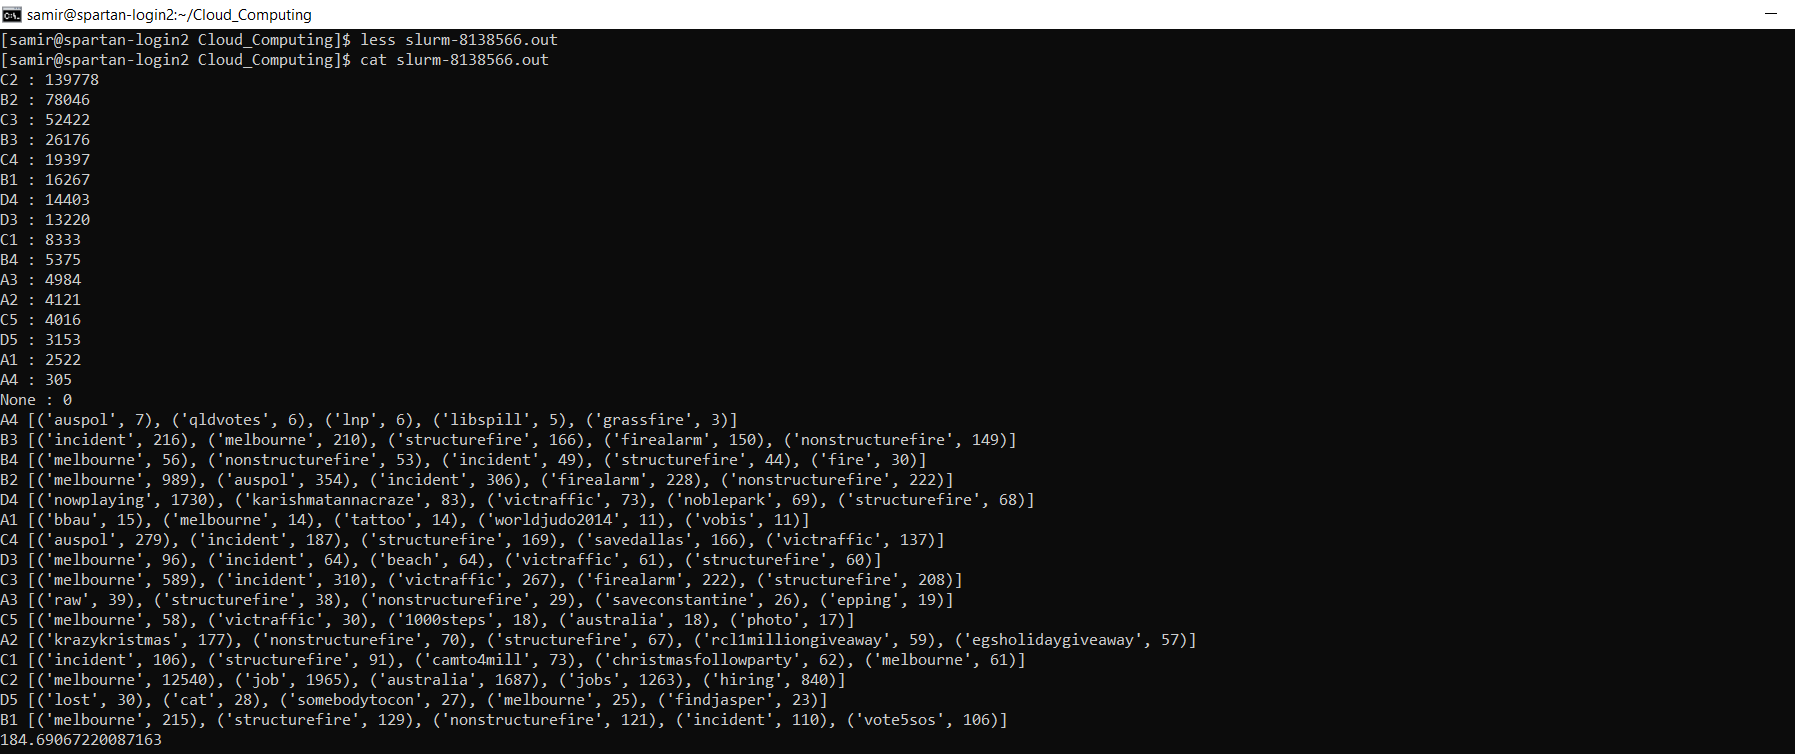 samir@spartan-login2:~/Cloud_Computing
[samir@spartan-login2 Cloud_Computing]$ less slurm-8138566.out
[samir@spartan-login2 Cloud_Computing]$ cat slurm-8138566.out
C2 : 139778
B2 : 78046
C3 : 52422
B3 : 26176
C4 : 19397
B1 : 16267
D4 : 14403
D3 : 13220
C1 : 8333
B4 : 5375
A3 : 4984
A2 : 4121
C5 : 4016
D5 : 3153
A1 : 2522
A4 : 305
None : 0
A4 [('auspol', 7), ('qldvotes', 6), ('lnp', 6), ('libspill', 5), ('grassfire', 3)]
B3 [('incident', 216), ('melbourne', 210), ('structurefire', 166), ('firealarm', 150), ('nonstructurefire', 149)]
B4 [('melbourne', 56), ('nonstructurefire', 53), ('incident', 49), ('structurefire', 44), ('fire', 30)]
B2 [('melbourne', 989), ('auspol', 354), ('incident', 306), ('firealarm', 228), ('nonstructurefire', 222)]
D4 [('nowplaying', 1730), ('karishmatannacraze', 83), ('victraffic', 73), ('noblepark', 69), ('structurefire', 68)]
A1 [('bbau', 15), ('melbourne', 14), ('tattoo', 14), ('worldjudo2014', 11), ('vobis', 11)]
C4 [('auspol', 279), ('incident', 187), ('structurefire', 169), ('savedallas', 166), ('victraffic', 137)]
D3 [('melbourne', 96), ('incident', 64), ('beach', 64), ('victraffic', 61), ('structurefire', 60)]
C3 [('melbourne', 589), ('incident', 310), ('victraffic', 267), ('firealarm', 222), ('structurefire', 208)]
A3 [('raw', 39), ('structurefire', 38), ('nonstructurefire', 29), ('saveconstantine', 26), ('epping', 19)]
C5 [('melbourne', 58), ('victraffic', 30), ('1000steps', 18), ('australia', 18), ('photo', 17)]
A2 [('krazykristmas', 177), ('nonstructurefire', 70), ('structurefire', 67), ('rcl1milliongiveaway', 59), ('egsholidaygiveaway', 57)]
C1 [('incident', 106), ('structurefire', 91), ('camto4mill', 73), ('christmasfollowparty', 62), ('melbourne', 61)]
C2 [('melbourne', 12540), ('job', 1965), ('australia', 1687), ('jobs', 1263), ('hiring', 840)]
D5 [('lost', 30), ('cat', 28), ('somebodytocon', 27), ('melbourne', 25), ('findjasper', 23)]
B1 [('melbourne', 215), ('structurefire', 129), ('nonstructurefire', 121), ('incident', 110), ('vote5sos', 106)]
184.69067220087163